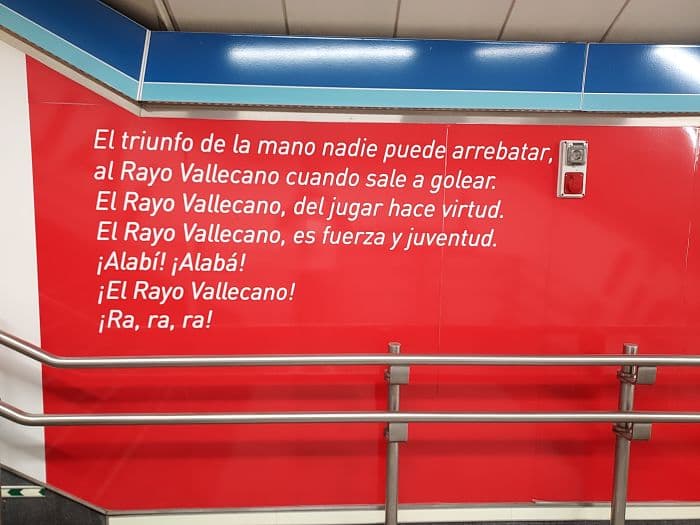 El triunfo de la mano nadie puede arrebatar,
al Rayo Vallecano cuando sale a golear.
El Rayo Vallecano, del jugar hace virtud.
El Rayo Vallecano, es fuerza y juventud.
¡Alabí! ¡Alabá!
¡El Rayo Vallecano!
¡Ra, ra, ra!